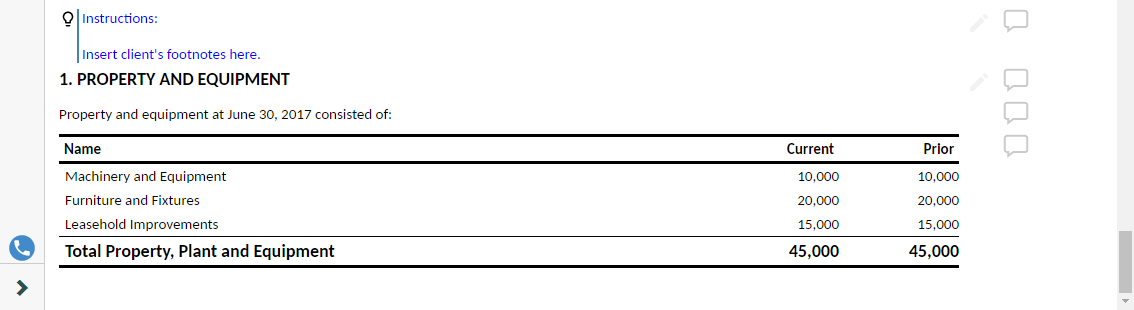 Instructions:
Insert client's footnotes here.
1. PROPERTY AND EQUIPMENT
Property and equipment at June 30, 2017 consisted of:
Name Current Prior
Machinery and Equipment 10,000 10,000
Furniture and Fixtures 20,000 20,000
Leasehold Improvements 15,000 15,000
Total Property, Plant and Equipment 45,000 45,000